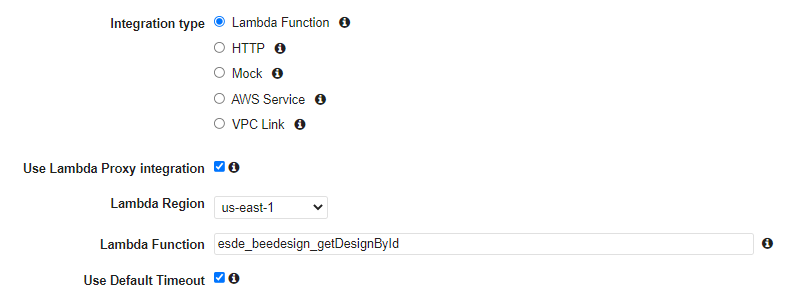 Integration type Lambda Function
HTTP
Mock
AWS Service
VPC Link
Use Lambda Proxy integration
Lambda Region us-east-1
Lambda Function esde_beedesign_getDesignById
Use Default Timeout